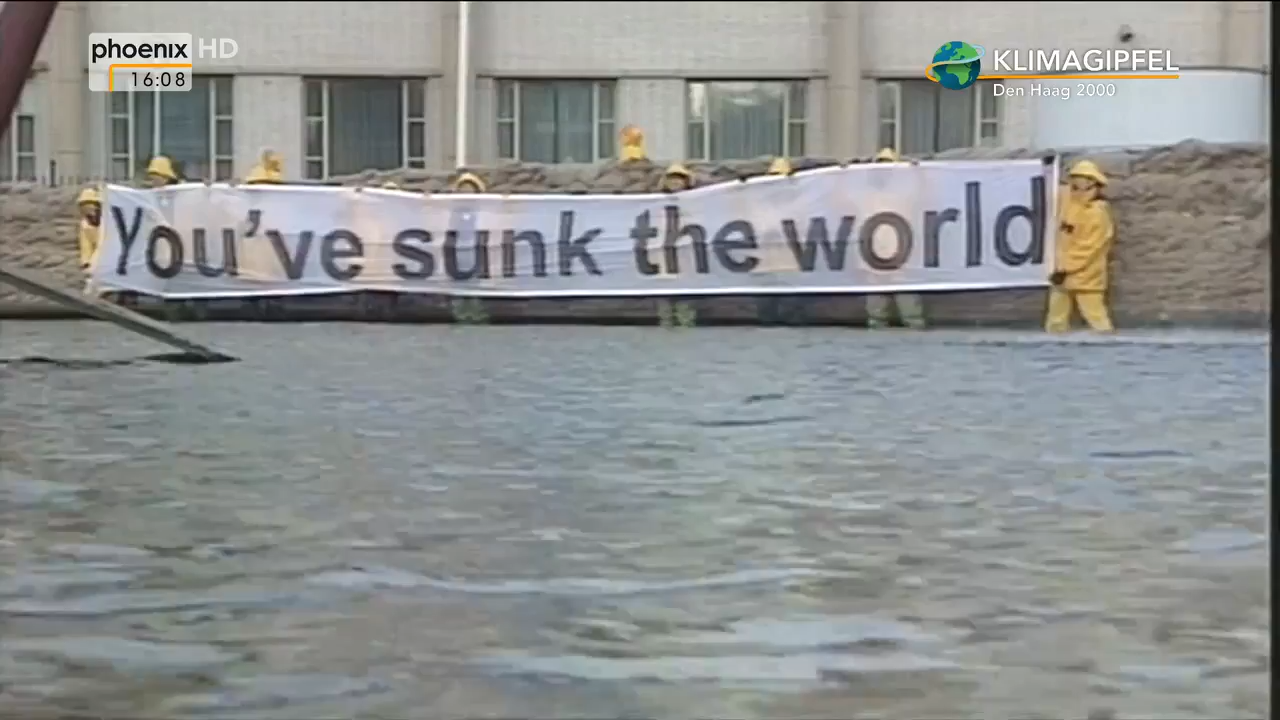 phoenix HD
16:08
KLIMAGIPFEL
Den Haag 2000
You've sunk the world